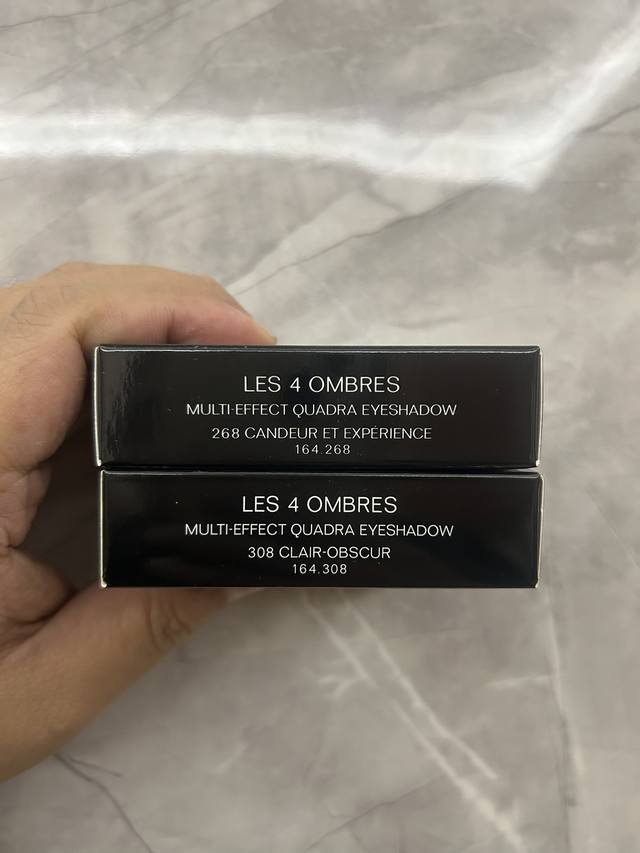 LES 4 OMBRES
MULTI-EFFECT QUADRA EYESHADOW
268 CANDEUR ET EXPÉRIENCE
164.268
LES 4 OMBRES
MULTI-EFFECT QUADRA EYESHADOW
308 CLAIR-OBSCUR
164.308